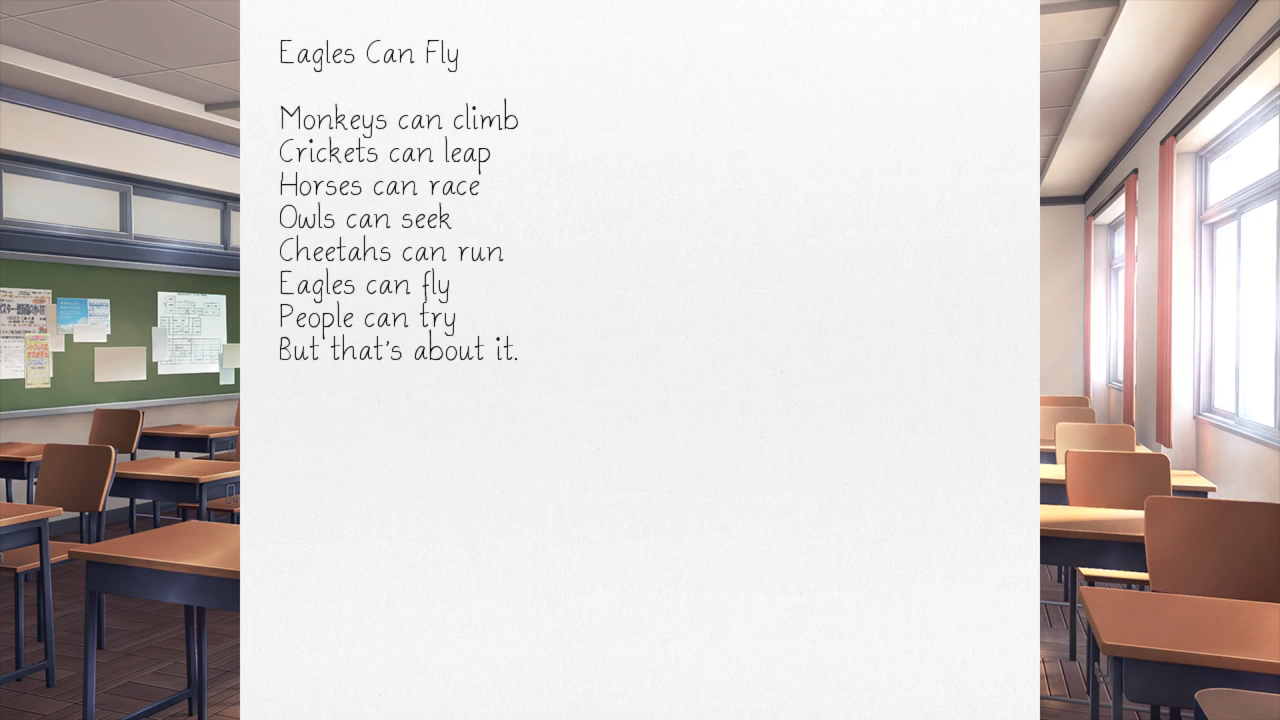 Eagles Can Fly
Monkeys can climb
Crickets can leap
Horses can race
Owls can seek
Cheetahs can run
Eagles can fly
People can try
But that's about it.